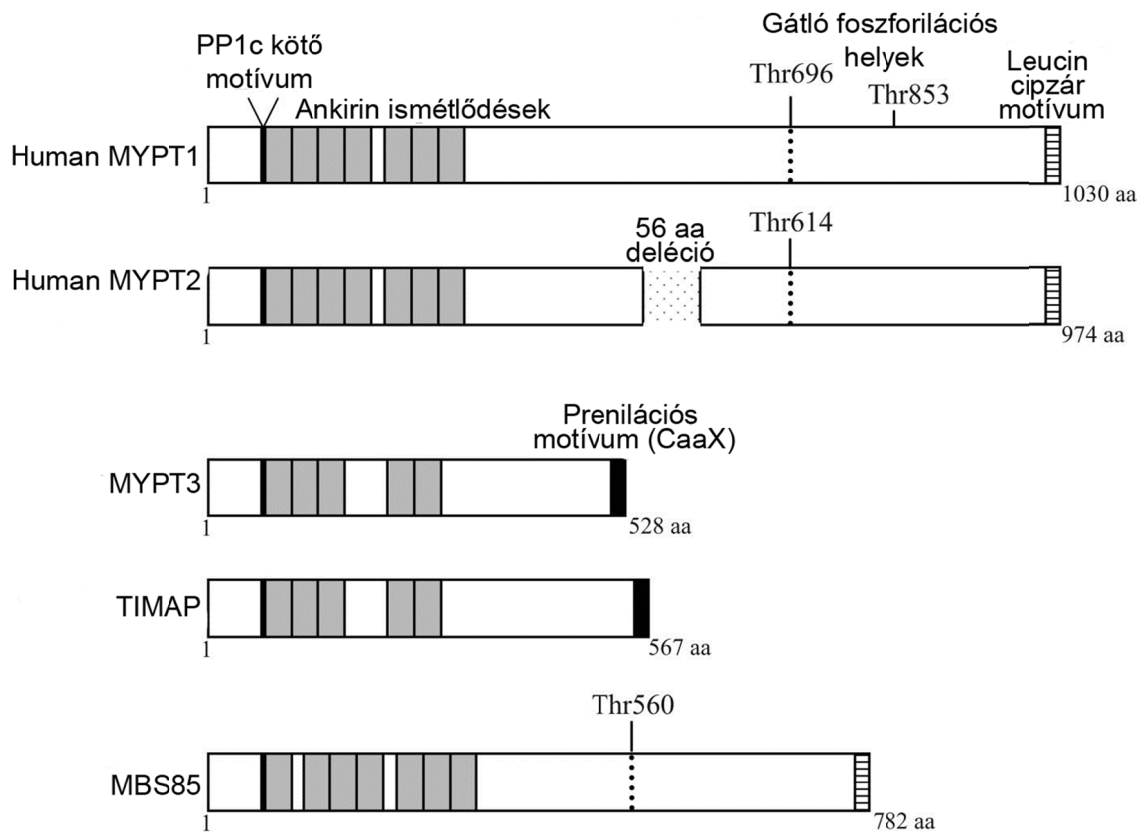 PP1c kötő
motívum
Ankirin ismétlődések
Gátló foszforilációs
helyek
Thr696
Thr853
Leucin
cipzár
motívum
Human MYPT1
1
1030 aa
56 aa
deléció
Thr614
Human MYPT2
1
974 aa
Prenilációs
motívum (CaaX)
MYPT3
1
528 aa
TIMAP
1
567 aa
Thr560
MBS85
1
782 aa